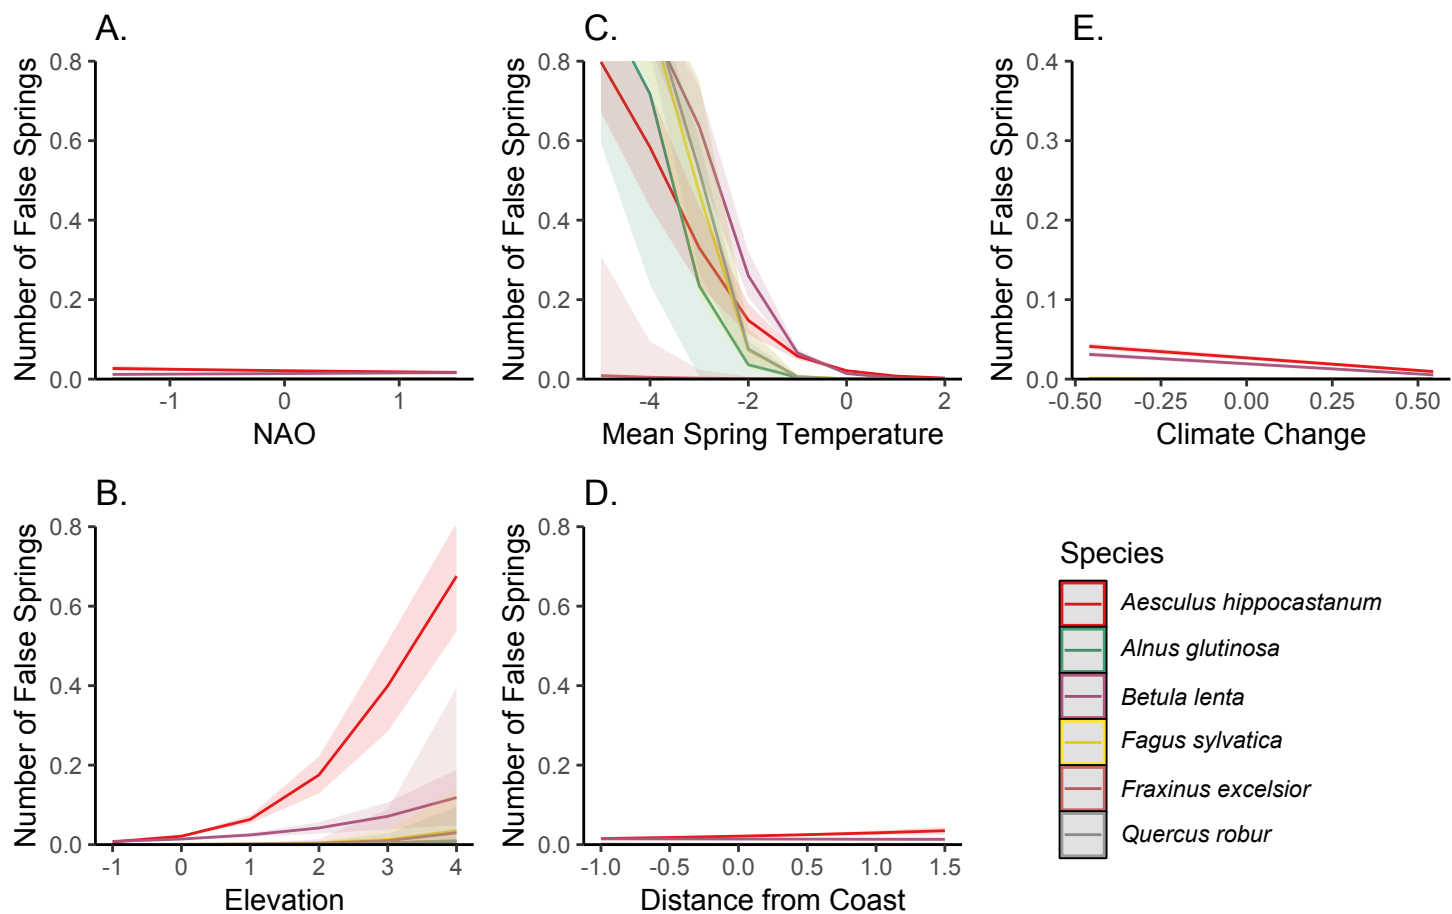 A.
Number of False Springs
0.8
0.6
0.4
0.2
0.0
-1 0 1
NAO
C.
Number of False Springs
0.8
0.6
0.4
0.2
0.0
-4 -2 0 2
Mean Spring Temperature
E.
Number of False Springs
0.4
0.3
0.2
0.1
0.0
-0.50 -0.25 0.00 0.25 0.50
Climate Change
B.
Number of False Springs
0.8
0.6
0.4
0.2
0.0
-1 0 1 2 3 4
Elevation
D.
Number of False Springs
0.8
0.6
0.4
0.2
0.0
-1.0 -0.5 0.0 0.5 1.0 1.5
Distance from Coast
Species
Aesculus hippocastanum
Alnus glutinosa
Betula lenta
Fagus sylvatica
Fraxinus excelsior
Quercus robur